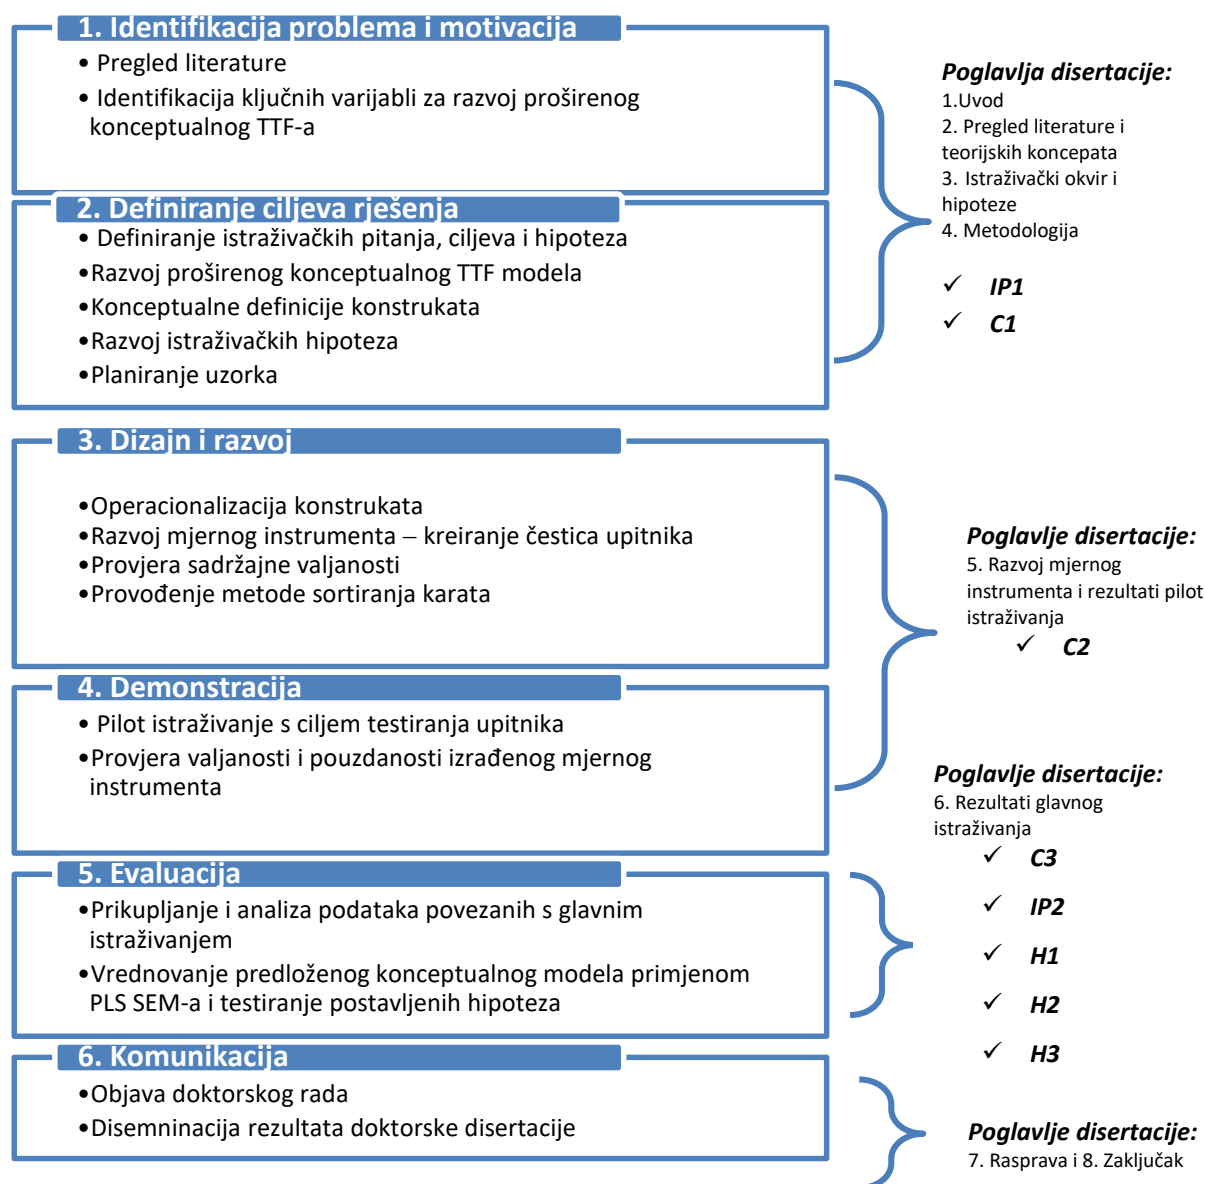 1. Identifikacija problema i motivacija
• Pregled literature
• Identifikacija ključnih varijabli za razvoj proširenog
konceptualnog TTF-a
2. Definiranje ciljeva rješenja
• Definiranje istraživačkih pitanja, ciljeva i hipoteza
•Razvoj proširenog konceptualnog TTF modela
•Konceptualne definicije konstrukata
•Razvoj istraživačkih hipoteza
•Planiranje uzorka
Poglavlja disertacije:
1.Uvod
2. Pregled literature i
teorijskih koncepata
3. Istraživački okvir i
hipoteze
4. Metodologija
✓ IP1
✓ C1
3. Dizajn i razvoj
•Operacionalizacija konstrukata
•Razvoj mjernog instrumenta – kreiranje čestica upitnika
•Provjera sadržajne valjanosti
•Provođenje metode sortiranja karata
4. Demonstracija
• Pilot istraživanje s ciljem testiranja upitnika
•Provjera valjanosti i pouzdanosti izrađenog mjernog
instrumenta
Poglavlje disertacije:
5. Razvoj mjernog
instrumenta i rezultati pilot
istraživanja
✓ C2
5. Evaluacija
•Prikupljanje i analiza podataka povezanih s glavnim
istraživanjem
•Vrednovanje predloženog konceptualnog modela primjenom
PLS SEM-a i testiranje postavljenih hipoteza
Poglavlje disertacije:
6. Rezultati glavnog
istraživanja
✓ C3
✓ IP2
✓ H1
✓ H2
✓ H3
6. Komunikacija
•Objava doktorskog rada
•Disemninacija rezultata doktorske disertacije
Poglavlje disertacije:
7. Rasprava i 8. Zaključak